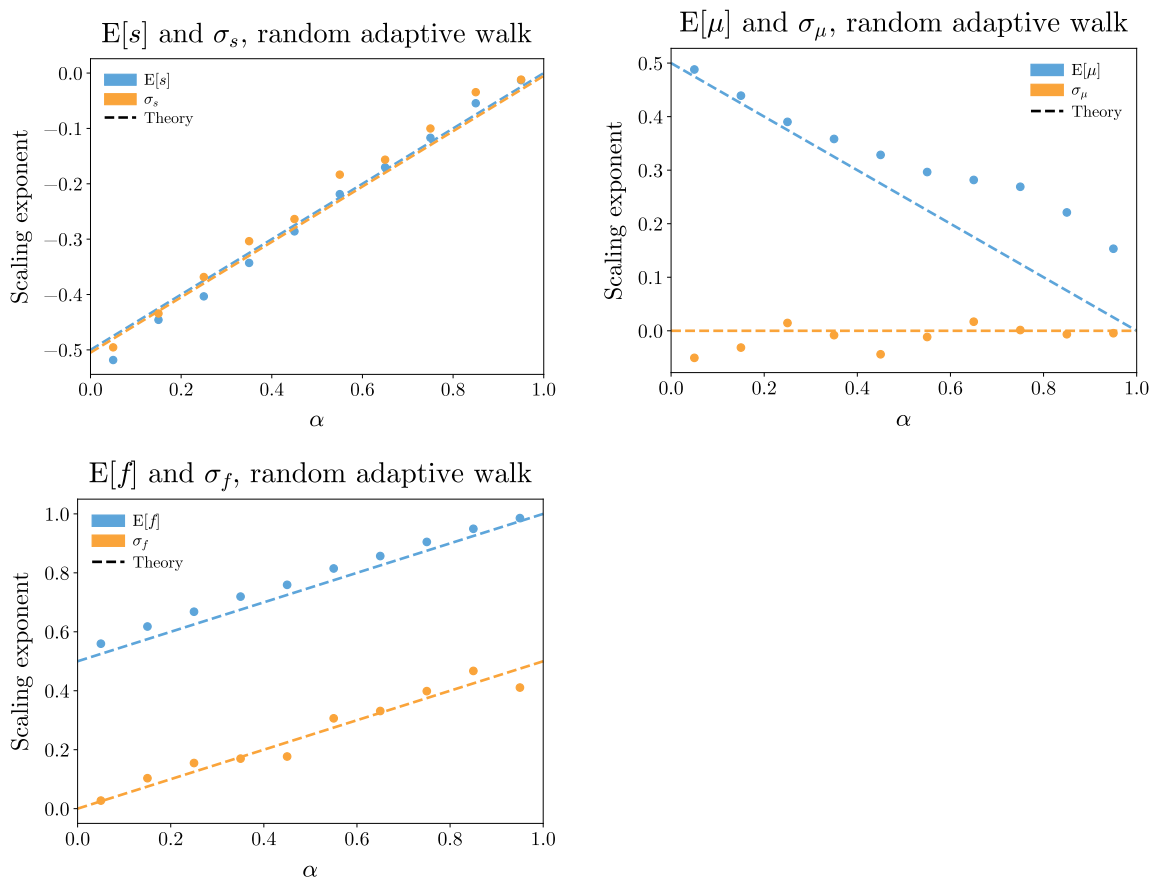 E[s] and σ_s, random adaptive walk
E[s]
σ_s
Theory
Scaling exponent
0.0
−0.1
−0.2
−0.3
−0.4
−0.5
0.0 0.2 0.4 0.6 0.8 1.0
α
E[μ] and σ_μ, random adaptive walk
E[μ]
σ_μ
Theory
Scaling exponent
0.5
0.4
0.3
0.2
0.1
0.0
0.0 0.2 0.4 0.6 0.8 1.0
α
E[f] and σ_f, random adaptive walk
E[f]
σ_f
Theory
Scaling exponent
1.0
0.8
0.6
0.4
0.2
0.0
0.0 0.2 0.4 0.6 0.8 1.0
α